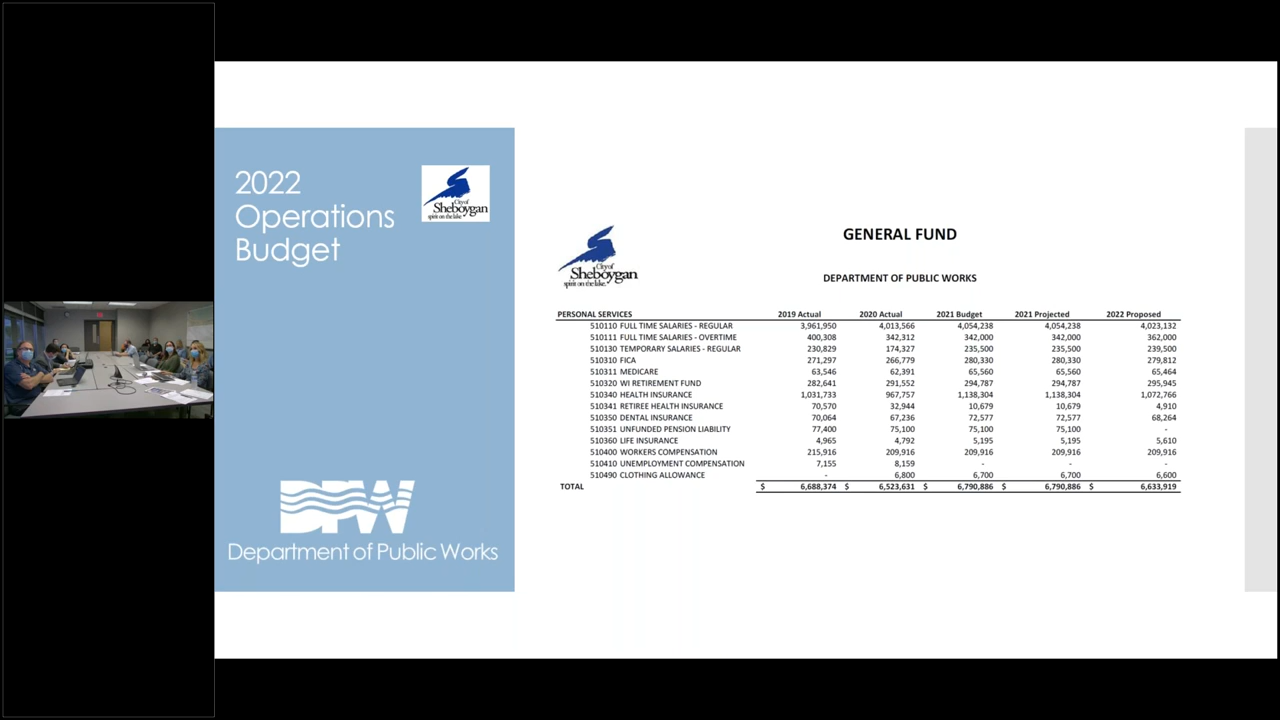 2022
Operations
Budget
City of
Sheboygan
spirit on the lake.
DPW
Department of Public Works
City of
Sheboygan
spirit on the lake.
GENERAL FUND
DEPARTMENT OF PUBLIC WORKS
PERSONAL SERVICES 2019 Actual 2020 Actual 2021 Budget 2021 Projected 2022 Proposed
510110 FULL TIME SALARIES - REGULAR 3,961,950 4,013,566 4,054,238 4,054,238 4,023,132
510111 FULL TIME SALARIES - OVERTIME 400,308 342,312 342,000 342,000 362,000
510130 TEMPORARY SALARIES - REGULAR 230,829 174,327 235,500 235,500 239,500
510310 FICA 271,297 266,779 280,330 280,330 279,812
510311 MEDICARE 63,546 62,391 65,560 65,560 65,464
510320 WI RETIREMENT FUND 282,641 291,552 294,787 294,787 295,945
510340 HEALTH INSURANCE 1,031,733 967,757 1,138,304 1,138,304 1,072,766
510341 RETIREE HEALTH INSURANCE 70,570 32,944 10,679 10,679 4,910
510350 DENTAL INSURANCE 70,064 67,236 72,577 72,577 68,264
510351 UNFUNDED PENSION LIABILITY 77,400 75,100 75,100 75,100 -
510360 LIFE INSURANCE 4,965 4,792 5,195 5,195 5,610
510400 WORKERS COMPENSATION 215,916 209,916 209,916 209,916 209,916
510410 UNEMPLOYMENT COMPENSATION 7,155 8,159 - - -
510490 CLOTHING ALLOWANCE - 6,800 6,700 6,700 6,600
TOTAL $ 6,688,374 $ 6,523,631 $ 6,790,886 $ 6,790,886 $ 6,633,919